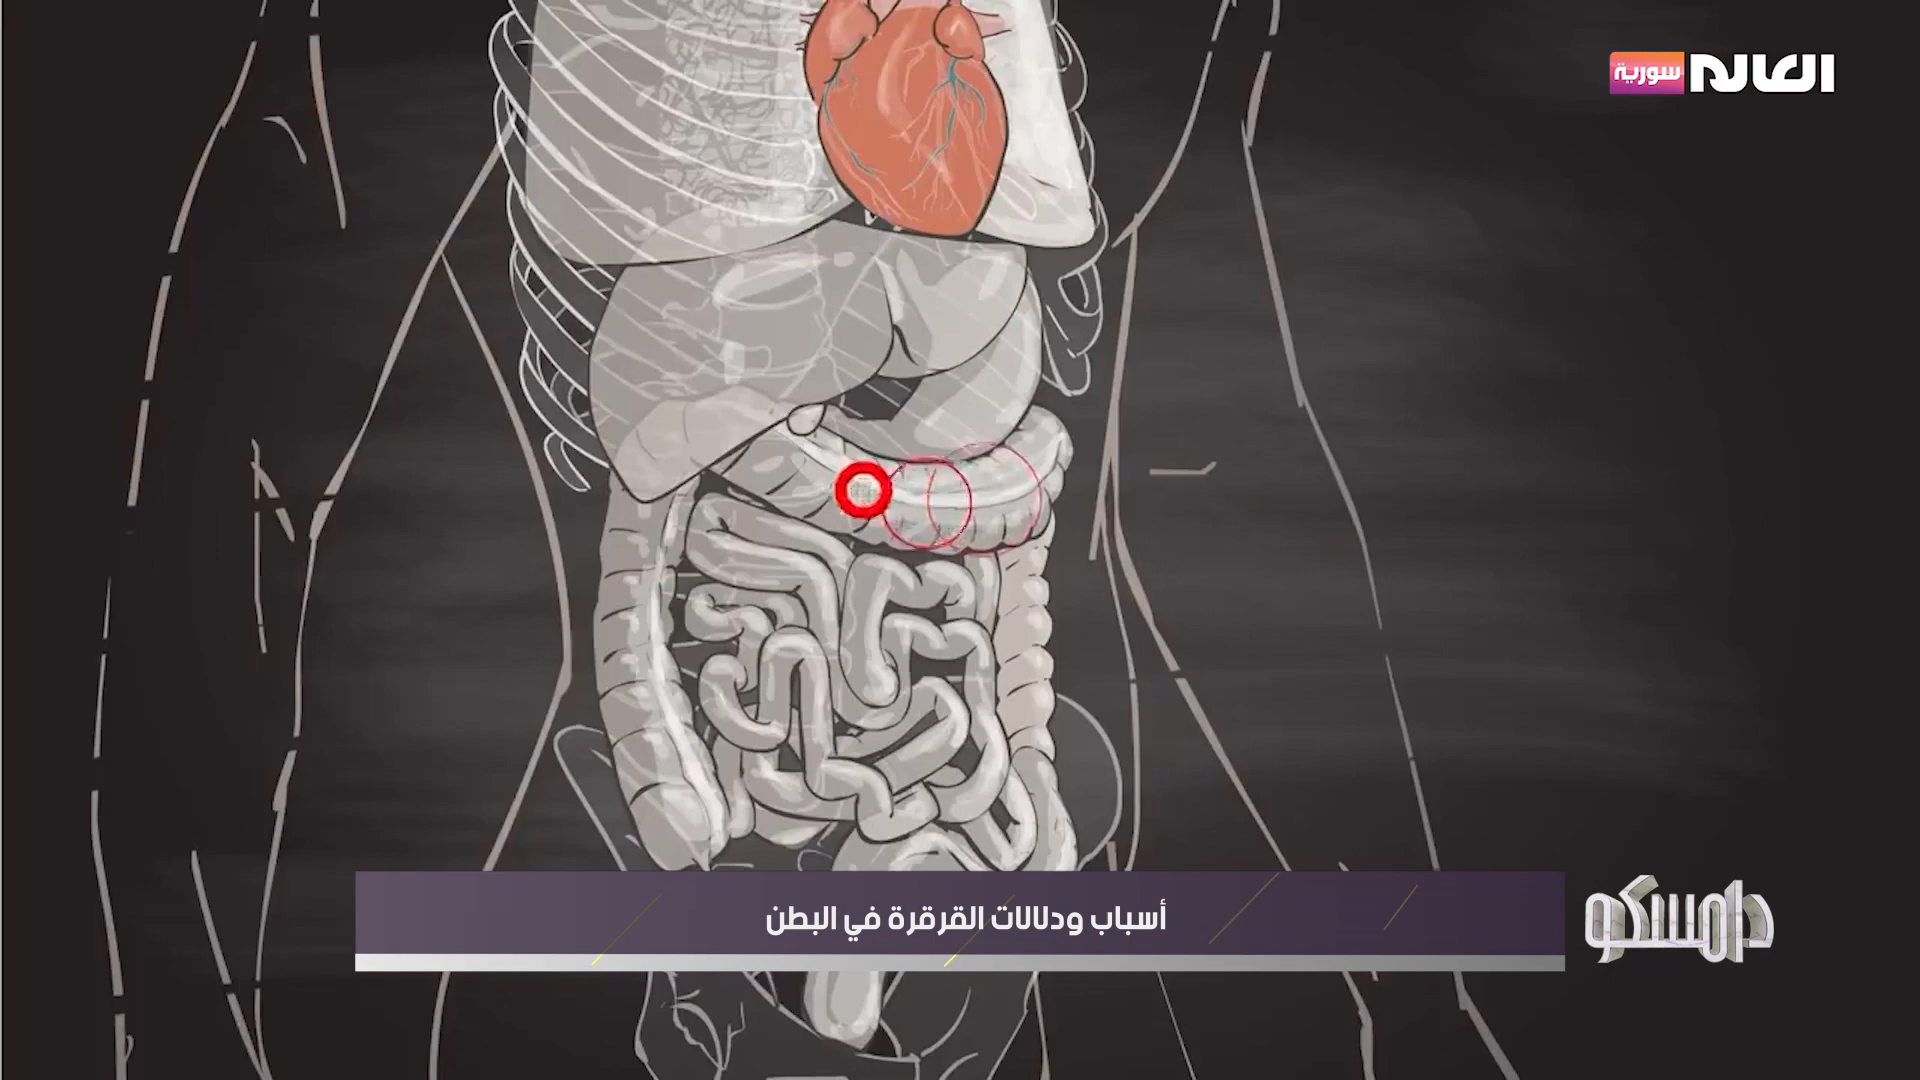 العالم سورية
أسباب ودلالات القرقرة في البطن
دامسكو